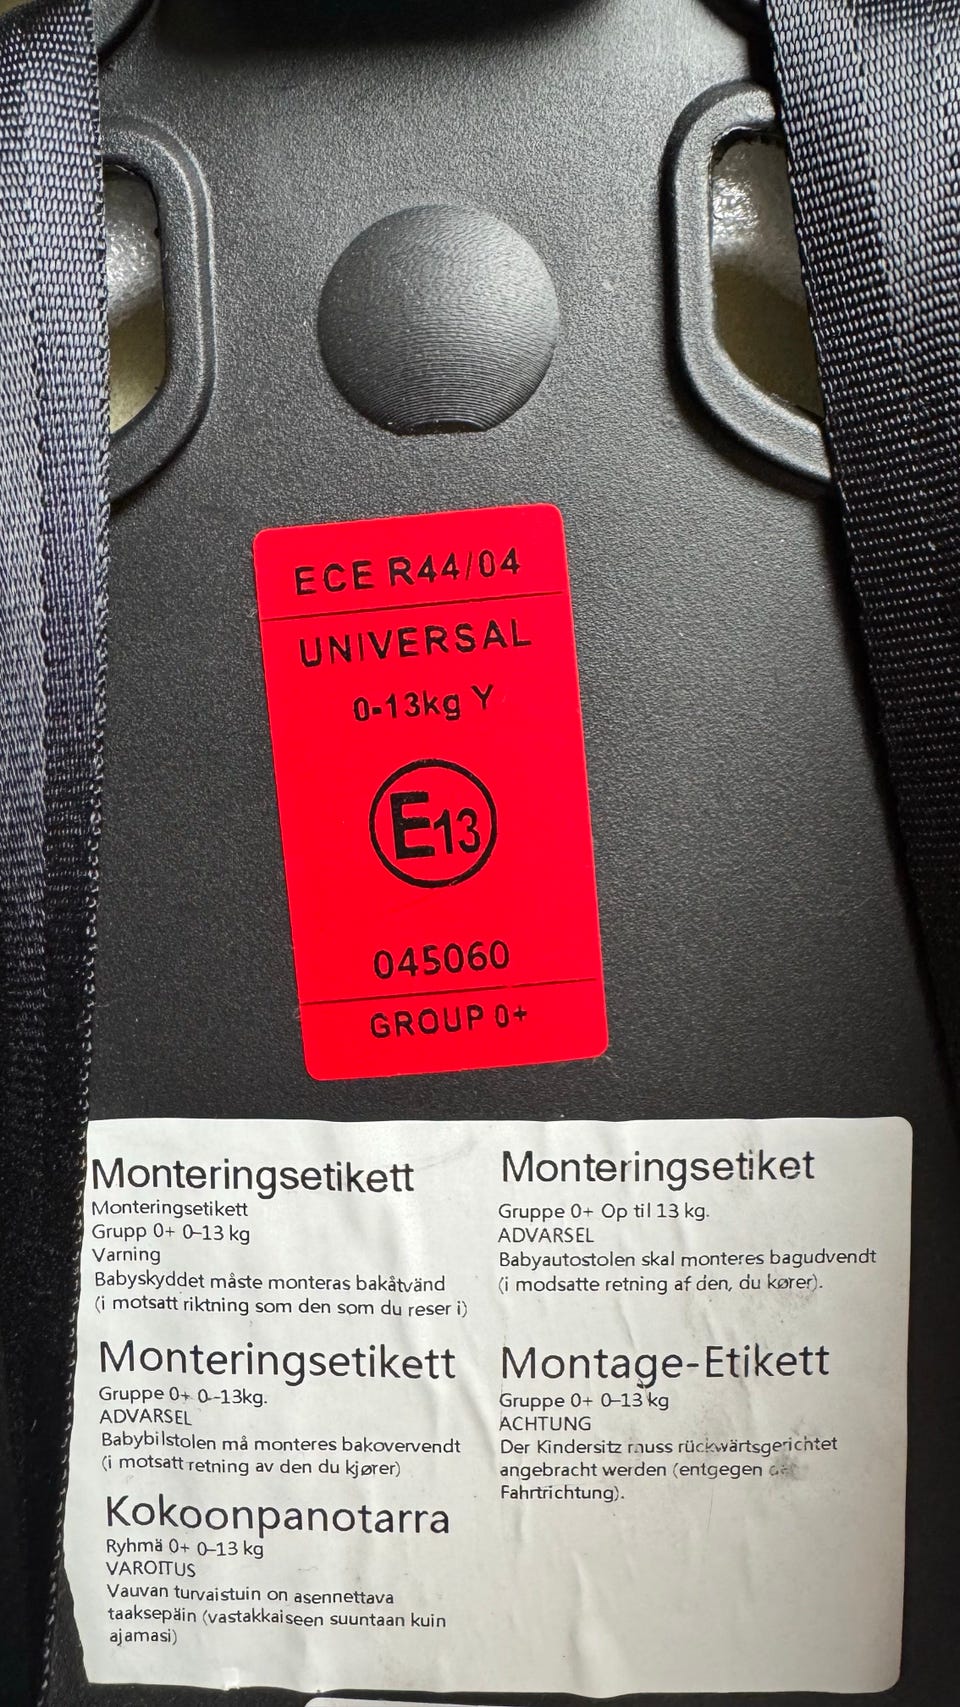 ECE R44/04
UNIVERSAL
0-13kg Y
E13
045060
GROUP 0+
Monteringsetikett
Monteringsetikett
Grupp 0+ 0–13 kg
Varning
Babyskyddet måste monteras bakåtvänd
(i motsatt riktning som den som du reser i)
Monteringsetikett
Gruppe 0+ 0–13kg.
ADVARSEL
Babybilstolen må monteres bakovervendt
(i motsatt retning av den du kjører)
Kokoonpanotarra
Ryhmä 0+ 0–13 kg
VAROITUS
Vauvan turvaistuin on asennettava
taaksepäin (vastakkaiseen suuntaan kuin
ajamasi)
Monteringsetiket
Gruppe 0+ Op til 13 kg.
ADVARSEL
Babyautostolen skal monteres bagudvendt
(i modsatte retning af den, du kører).
Montage-Etikett
Gruppe 0+ 0–13 kg
ACHTUNG
Der Kindersitz muss rückwärtsgerichtet
angebracht werden (entgegen
Fahrtrichtung).